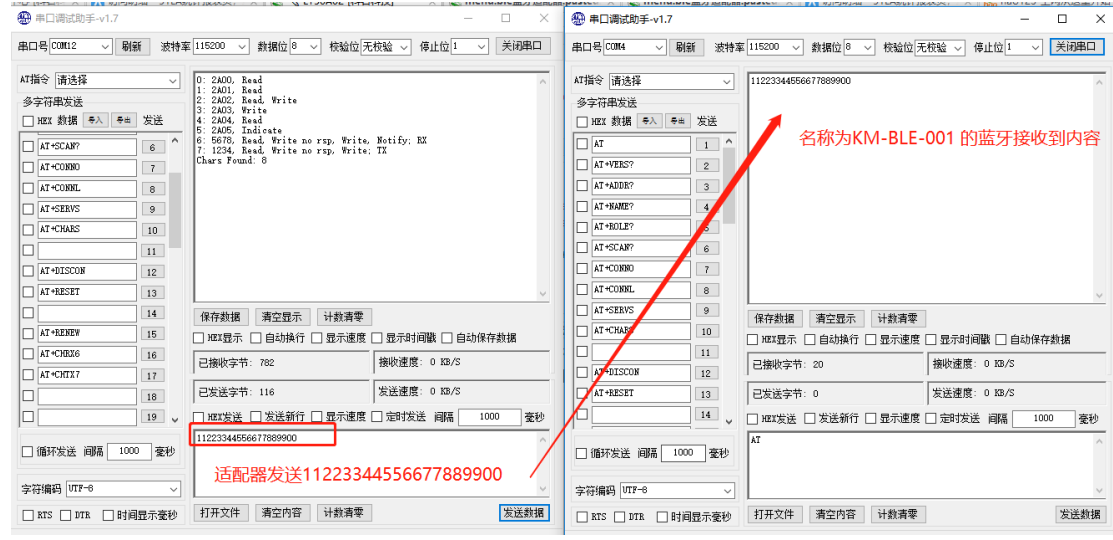 串口调试助手-v1.7
串口号 COM12 刷新 波特率 115200 数据位 8 校验位 无校验 停止位 1 关闭串口
AT指令 请选择
多字符串发送
HEX 数据 导入 导出 发送
AT+SCAN? 6
AT+CONNO 7
AT+CONNL 8
AT+SERVS 9
AT+CHARS 10
11
AT+DISCON 12
AT+RESET 13
14
AT+RENEW 15
AT+CHRX6 16
AT+CHTX7 17
18
19
循环发送 间隔 1000 毫秒
字符编码 UTF-8
RTS DTR 时间显示毫秒
0: 2A00, Read
1: 2A01, Read
2: 2A02, Read, Write
3: 2A03, Write
4: 2A04, Read
5: 2A05, Indicate
6: 5678, Read, Write no rsp, Write, Notify; RX
7: 1234, Read, Write no rsp, Write; TX
Chars Found: 8
保存数据 清空显示 计数清零
HEX显示 自动换行 显示速度 显示时间戳 自动保存数据
已接收字节: 782 接收速度: 0 KB/S
已发送字节: 116 发送速度: 0 KB/S
HEX发送 发送新行 显示速度 定时发送 间隔 1000 毫秒
11223344556677889900
适配器发送11223344556677889900
打开文件 清空内容 计数清零 发送数据
串口调试助手-v1.7
串口号 COM4 刷新 波特率 115200 数据位 8 校验位 无校验 停止位 1 关闭串口
AT指令 请选择
多字符串发送
HEX 数据 导入 导出 发送
AT 1
AT+VERS? 2
AT+ADDR? 3
AT+NAME? 4
AT+ROLE? 5
AT+SCAN? 6
AT+CONNO 7
AT+CONNL 8
AT+SERVS 9
AT+CHARS 10
11
AT+DISCON 12
AT+RESET 13
14
循环发送 间隔 1000 毫秒
字符编码 UTF-8
RTS DTR 时间显示毫秒
11223344556677889900
名称为KM-BLE-001 的蓝牙接收到内容
保存数据 清空显示 计数清零
HEX显示 自动换行 显示速度 显示时间戳 自动保存数据
已接收字节: 20 接收速度: 0 KB/S
已发送字节: 0 发送速度: 0 KB/S
HEX发送 发送新行 显示速度 定时发送 间隔 1000 毫秒
AT
打开文件 清空内容 计数清零 发送数据